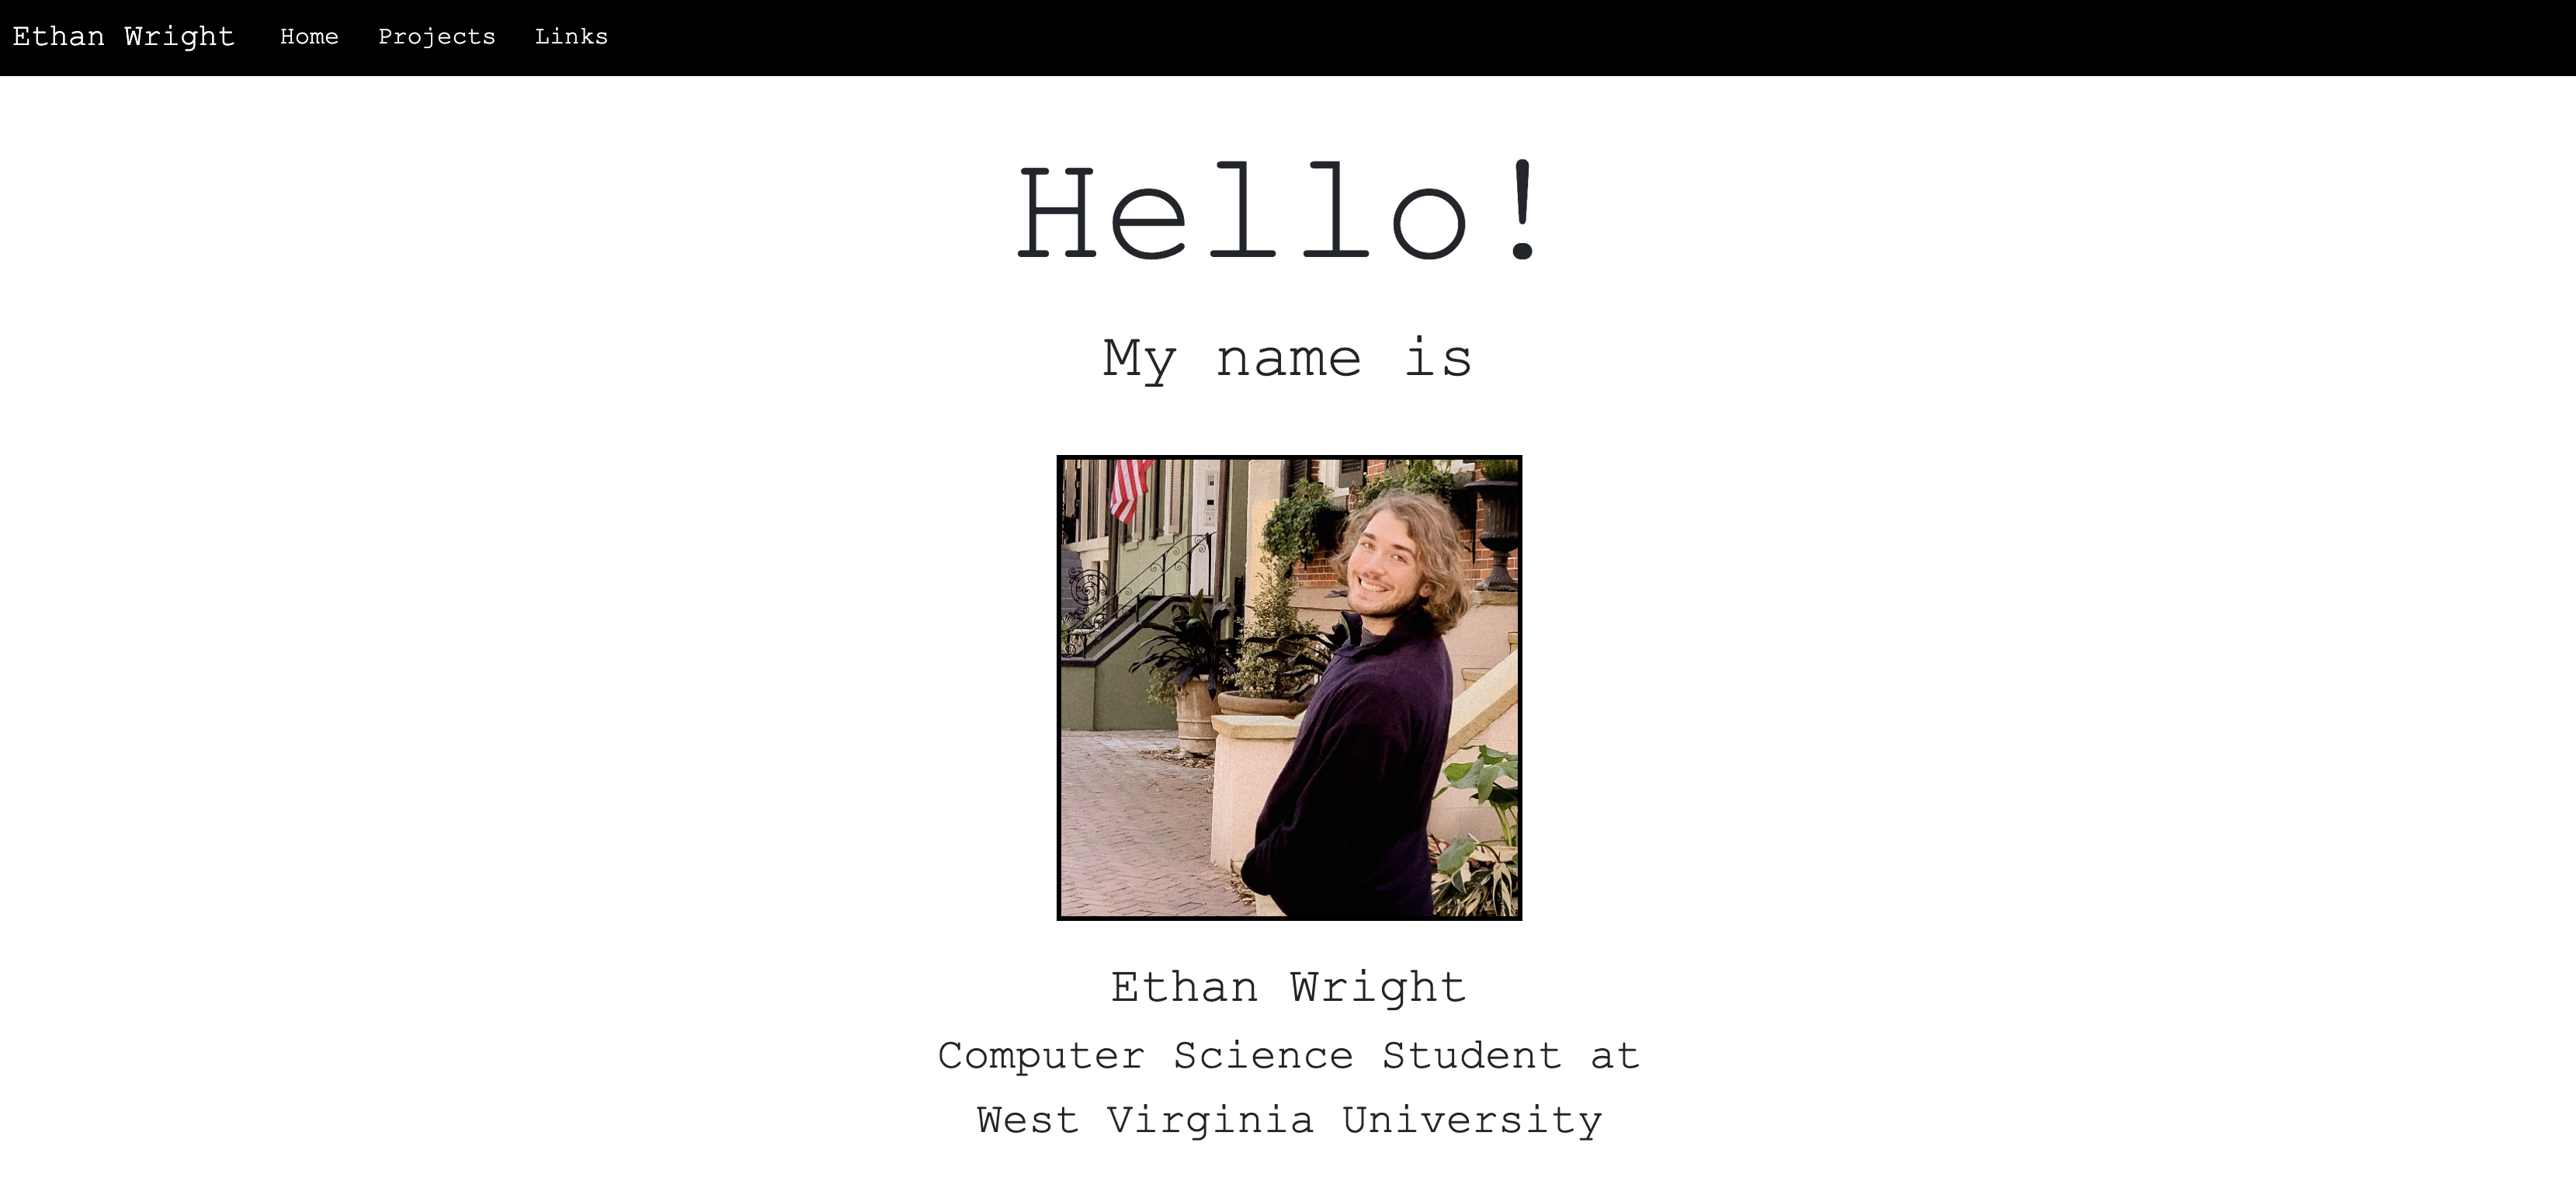 Ethan Wright Home Projects Links
Hello!
My name is
Ethan Wright
Computer Science Student at
West Virginia University